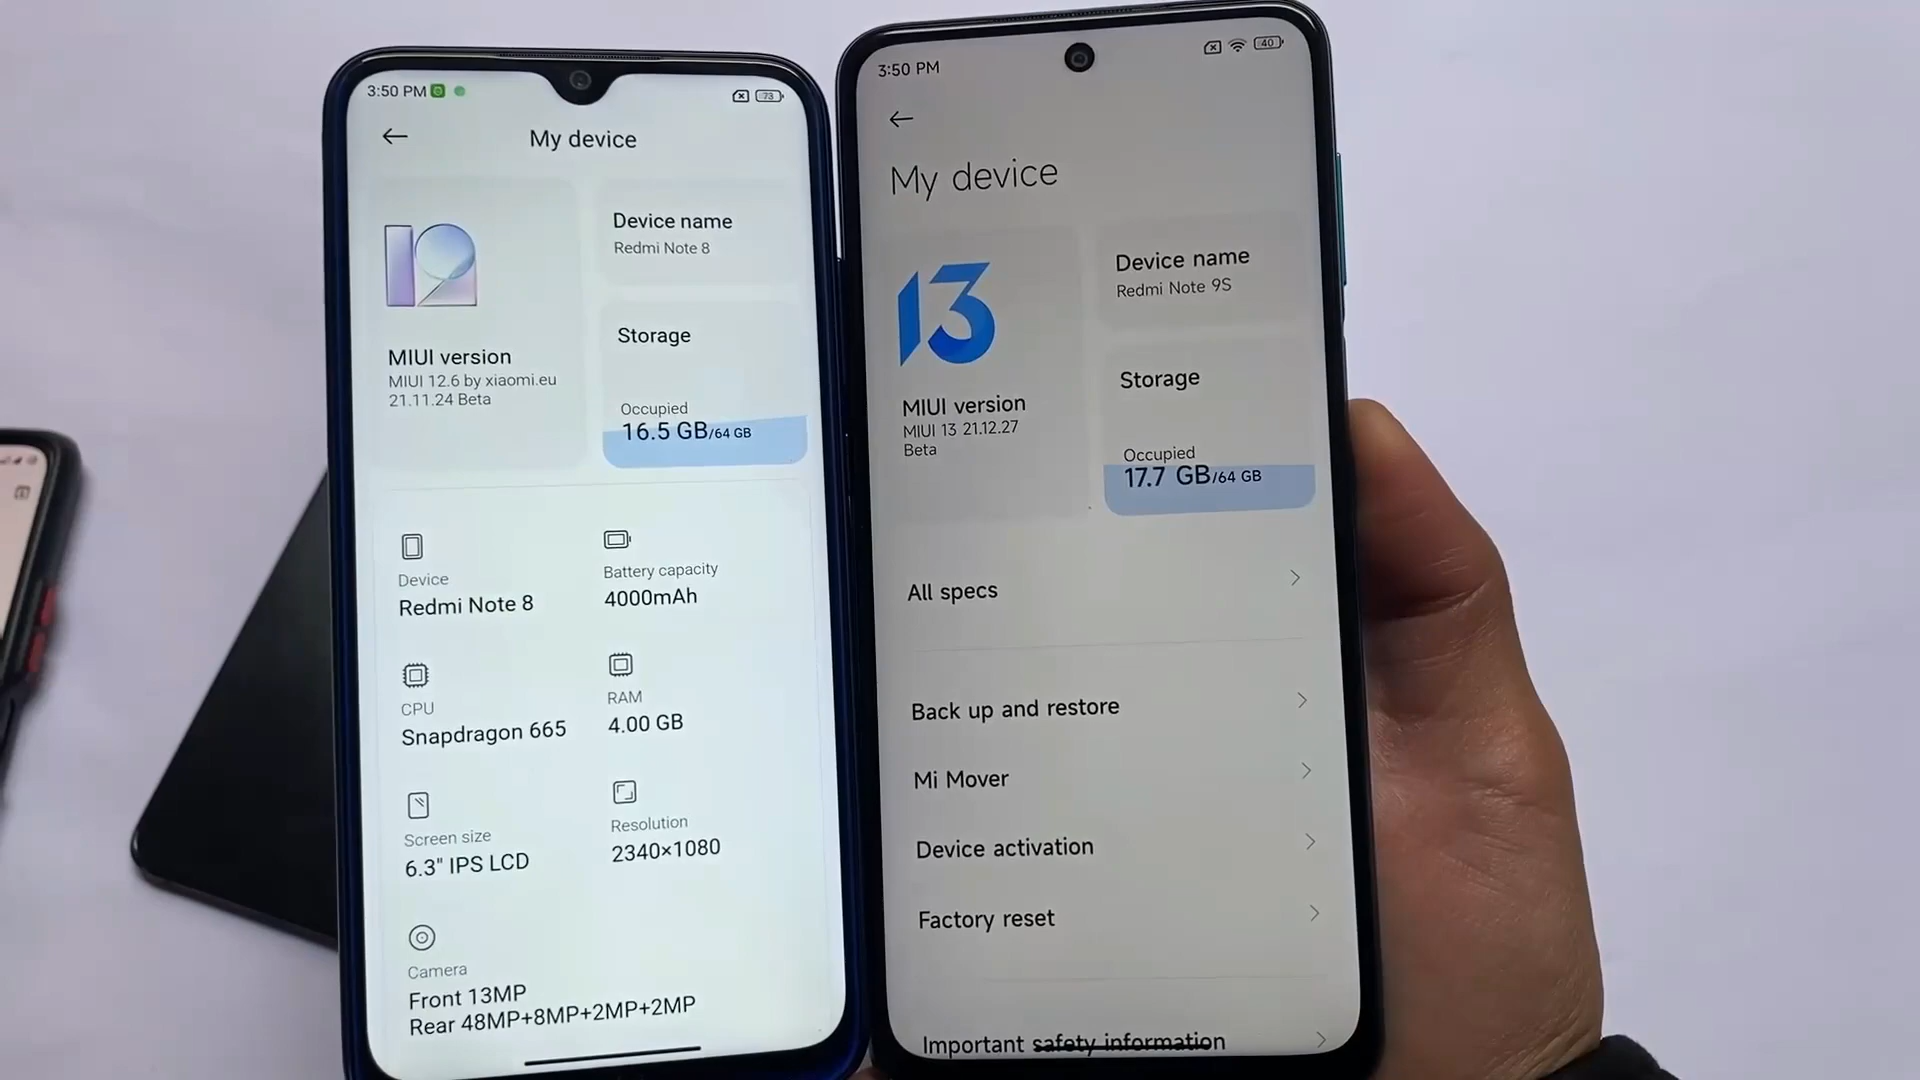 3:50 PM
73
My device
12
MIUI version
MIUI 12.6 by xiaomi.eu
21.11.24 Beta
Device name
Redmi Note 8
Storage
Occupied
16.5 GB/64 GB
Device
Redmi Note 8
Battery capacity
4000mAh
CPU
Snapdragon 665
RAM
4.00 GB
Screen size
6.3" IPS LCD
Resolution
2340×1080
Camera
Front 13MP
Rear 48MP+8MP+2MP+2MP
3:50 PM
40
My device
13
MIUI version
MIUI 13 21.12.27
Beta
Device name
Redmi Note 9S
Storage
Occupied
17.7 GB/64 GB
All specs
Back up and restore
Mi Mover
Device activation
Factory reset
Important safety information